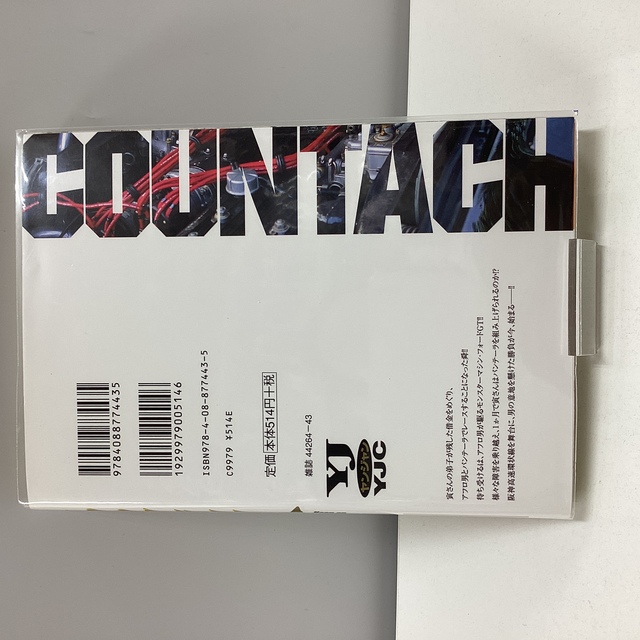 COUNTACH
寅さんの弟子が残した借金をめぐり、
アフロ男とパンテーラでレースすることになった舜!!
待ち受けるは、アフロ男が駆るモンスターマシン・フォードGT!!
様々な障害を乗り越え、1ヶ月で寅さんはパンテーラを組み上げられるのか!?
阪神高速環状線を舞台に、男の意地を懸けた勝負が今、始まる──!!
YJ
ヤンジャン
YJC
雑誌 44264-43
定価 本体514円+税
ISBN978-4-08-877443-5
C9979 ¥514E
9784088774435
1929979005146